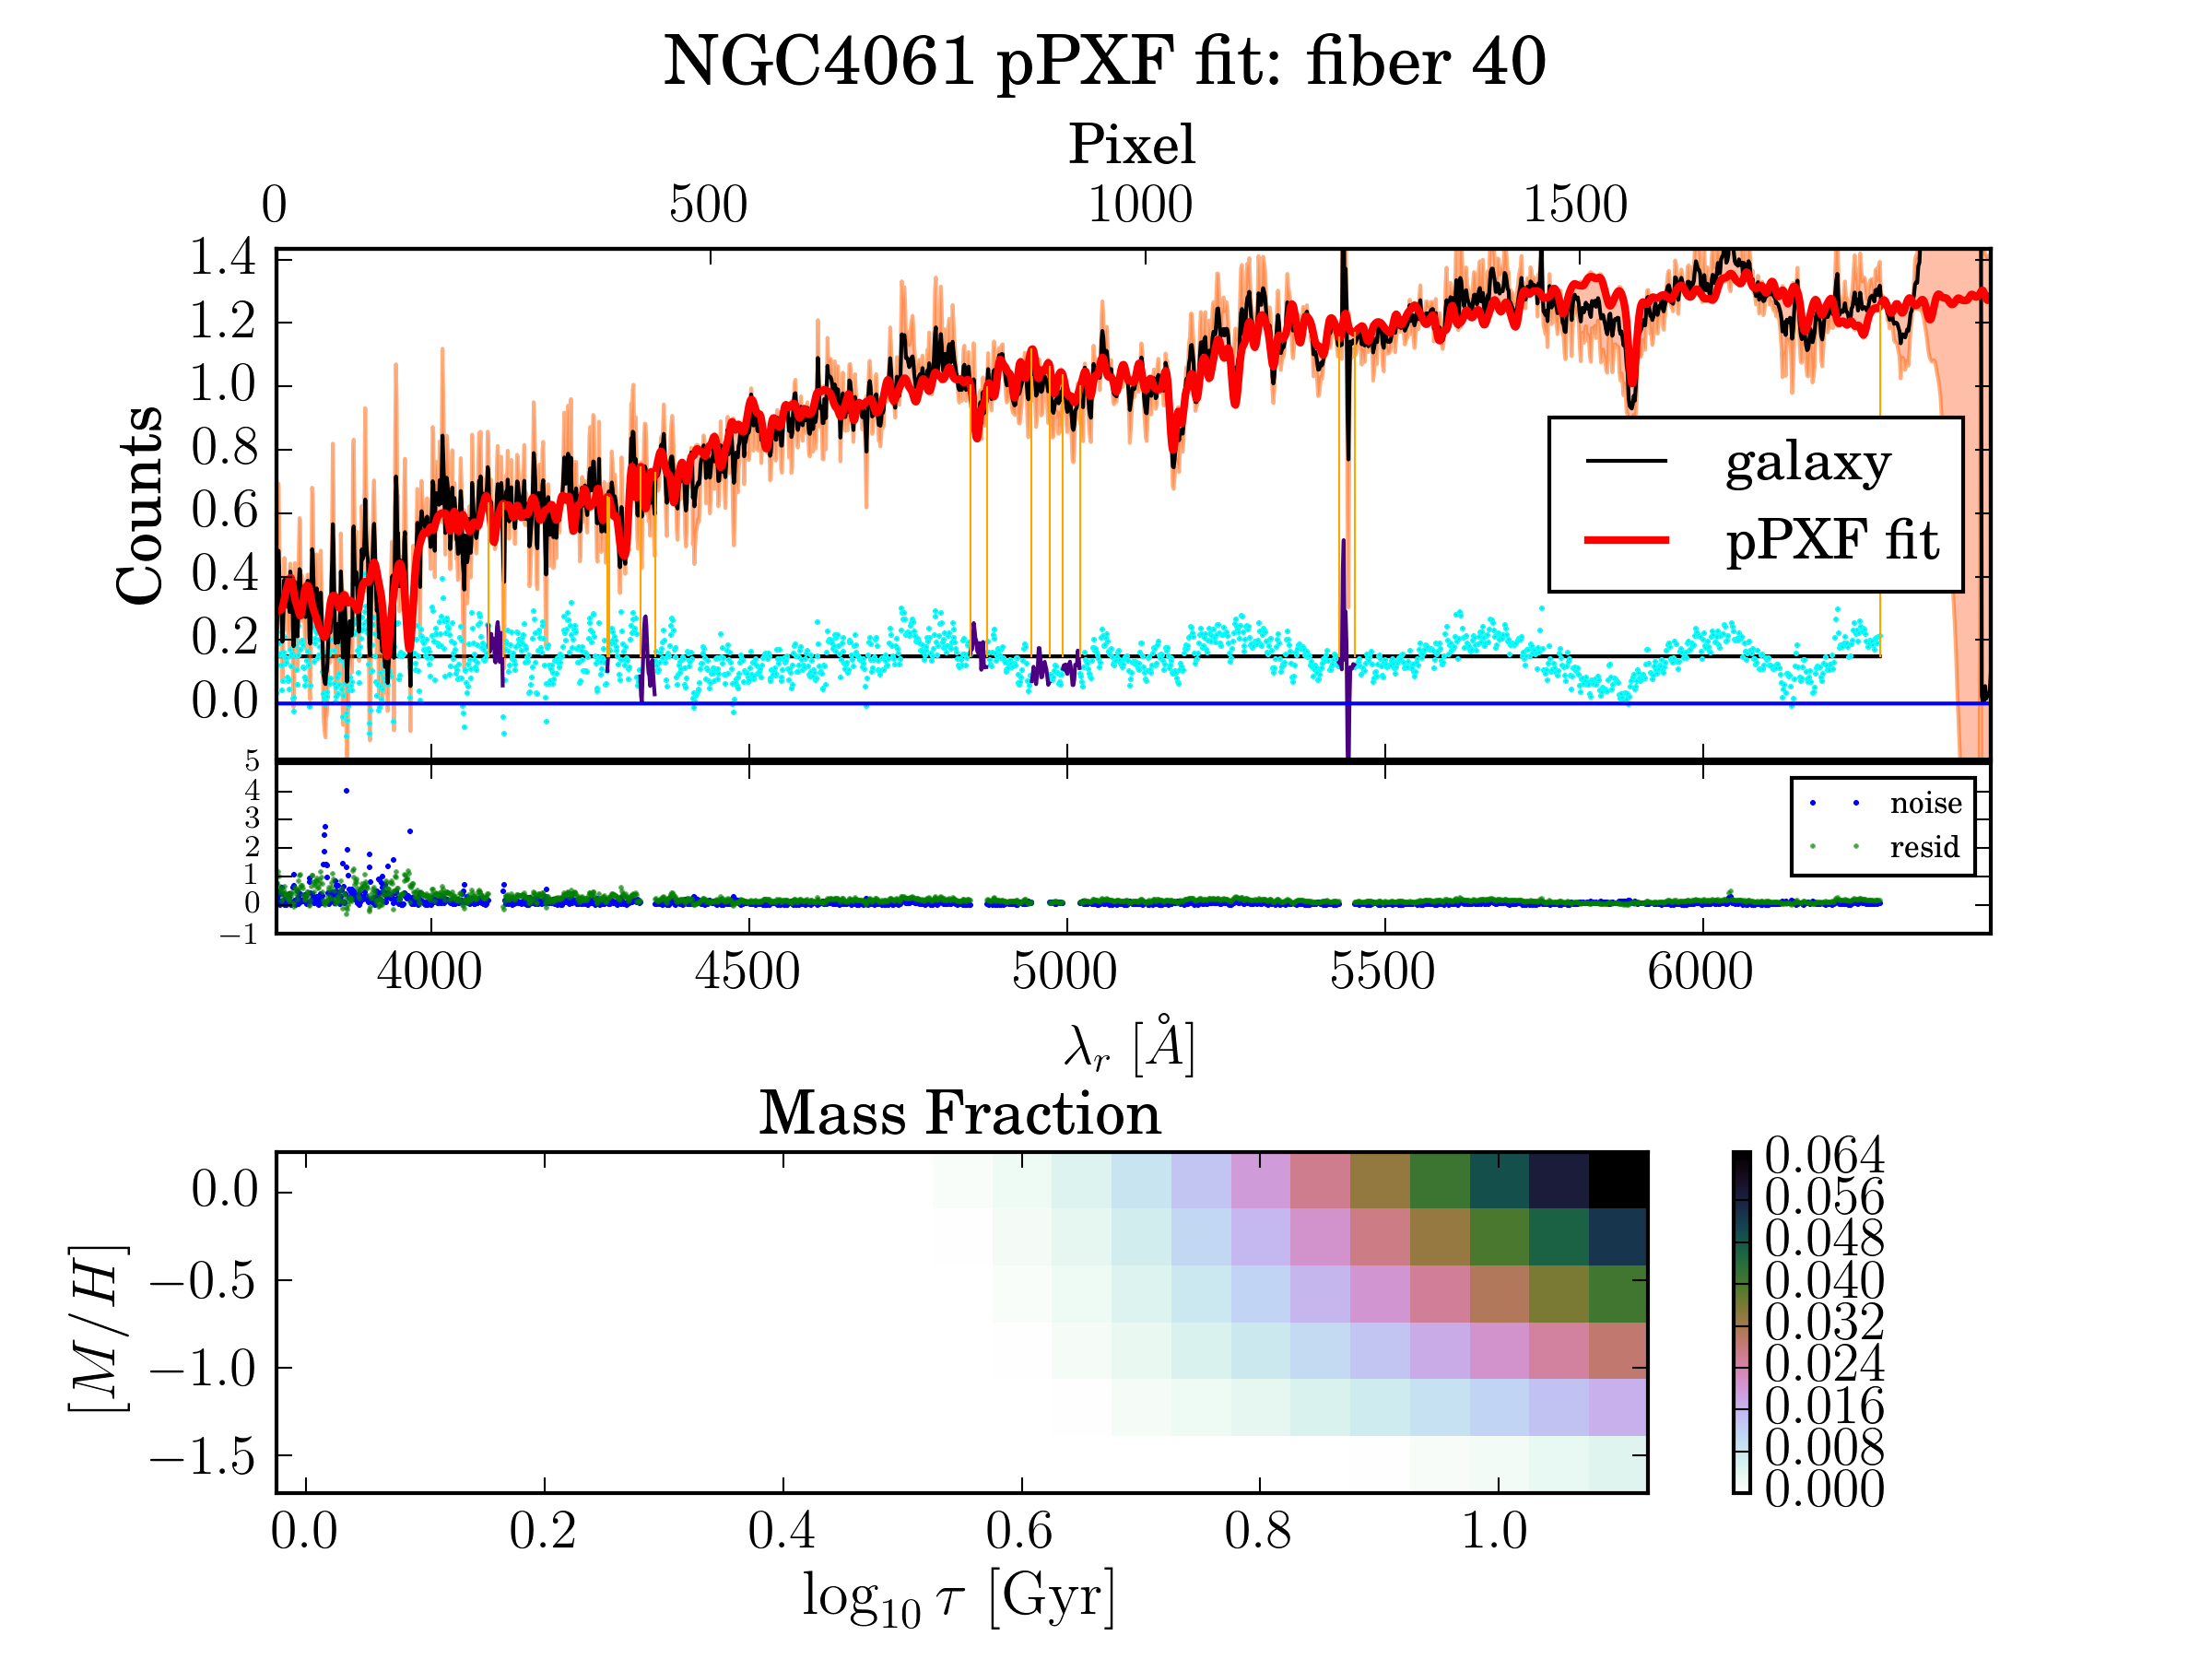 NGC4061 pPXF fit: fiber 40
Pixel
0 500 1000 1500
1.4
1.2
1.0
0.8
0.6
0.4
0.2
0.0
Counts
galaxy
pPXF fit
5
4
3
2
1
0
−1
noise
resid
4000 4500 5000 5500 6000
λr [Å]
Mass Fraction
0.0
−0.5
−1.0
−1.5
[M/H]
0.0 0.2 0.4 0.6 0.8 1.0
log10 τ [Gyr]
0.064
0.056
0.048
0.040
0.032
0.024
0.016
0.008
0.000